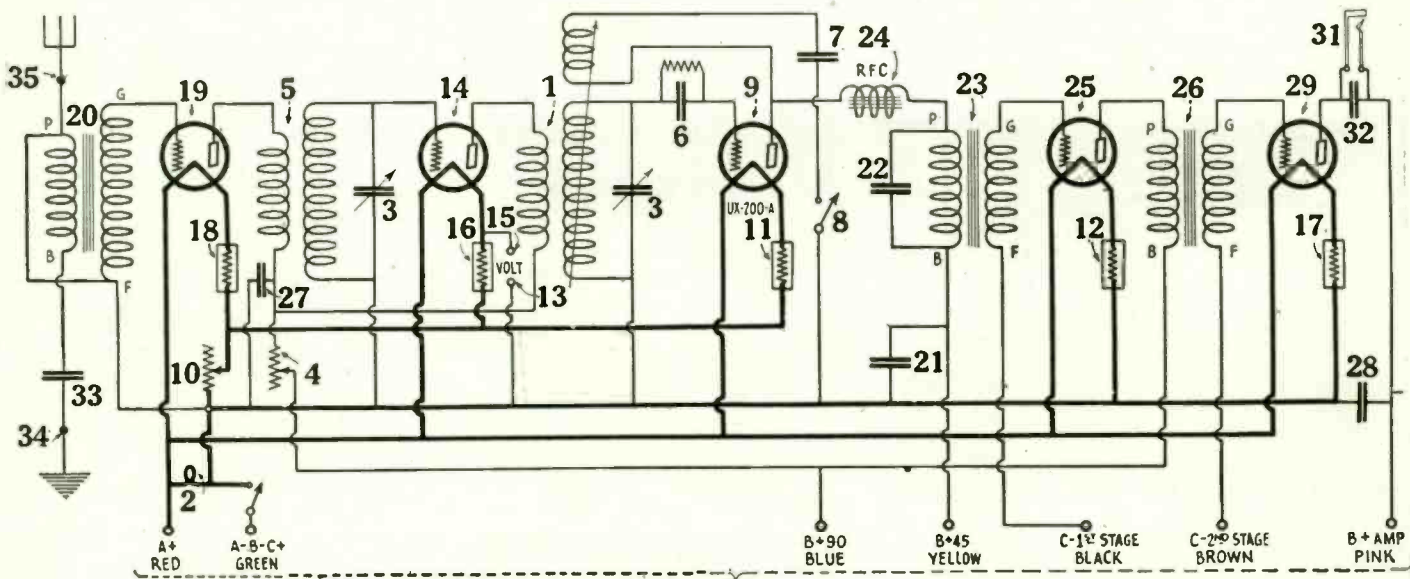 35
20
P
B
G
F
19
18
5
27
10
4
33
34
2
3
14
16
15
VOLT
13
1
3
6
7
9
UX-200-A
11
8
24
RFC
23
P
B
G
F
22
21
25
12
26
P
B
G
F
29
17
31
32
28
A+
RED
A-B-C+
GREEN
B+90
BLUE
B+45
YELLOW
C-1ST STAGE
BLACK
C-2ND STAGE
BROWN
B+AMP
PINK